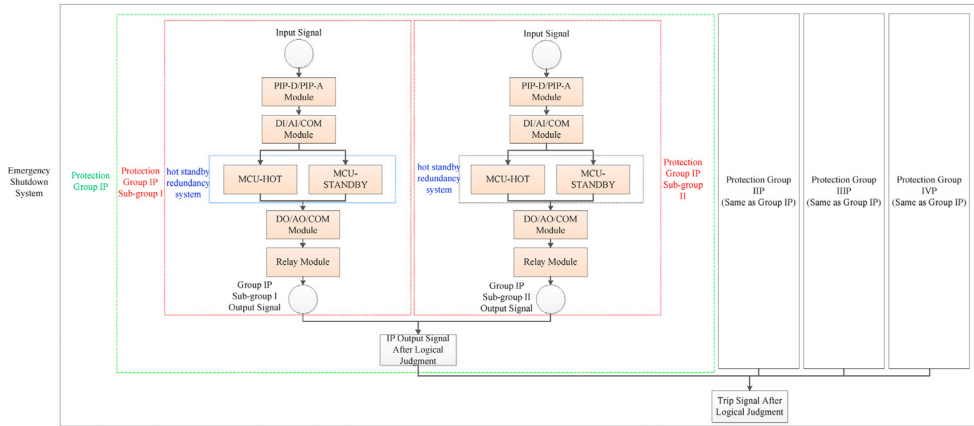 Emergency
Shutdown
System
Protection
Group IP
Protection
Group IP
Sub-group I
hot standby
redundancy
system
Input Signal
PIP-D/PIP-A
Module
DI/AI/COM
Module
MCU-HOT
MCU-
STANDBY
DO/AO/COM
Module
Relay Module
Group IP
Sub-group I
Output Signal
hot standby
redundancy
system
Input Signal
PIP-D/PIP-A
Module
DI/AI/COM
Module
MCU-HOT
MCU-
STANDBY
DO/AO/COM
Module
Relay Module
Group IP
Sub-group II
Output Signal
Protection
Group IP
Sub-group
II
IP Output Signal
After Logical
Judgment
Protection Group
IIP
(Same as Group IP)
Protection Group
IIIP
(Same as Group IP)
Protection Group
IVP
(Same as Group IP)
Trip Signal After
Logical Judgment